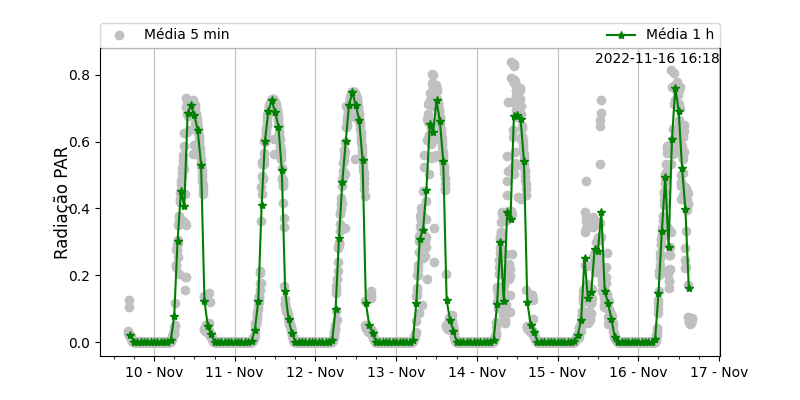 Média 5 min
Média 1 h
2022-11-16 16:18
Radiação PAR
0.8
0.6
0.4
0.2
0.0
10 - Nov
11 - Nov
12 - Nov
13 - Nov
14 - Nov
15 - Nov
16 - Nov
17 - Nov